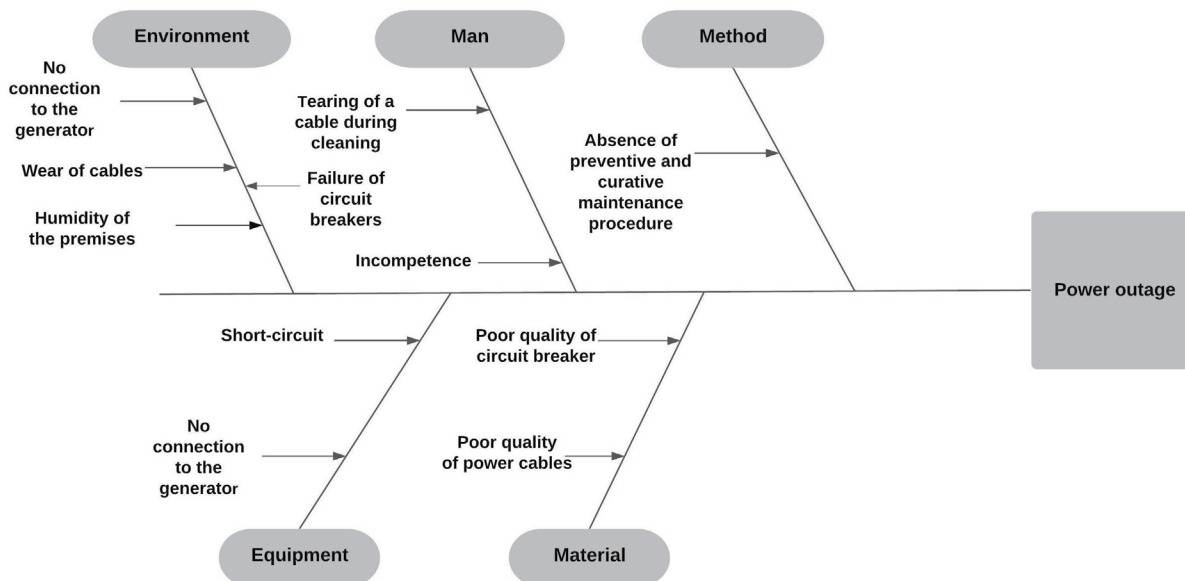 Environment
Man
Method
No
connection
to the
generator
Wear of cables
Failure of
circuit
breakers
Humidity of
the premises
Tearing of a
cable during
cleaning
Incompetence
Absence of
preventive and
curative
maintenance
procedure
Power outage
Short-circuit
No
connection
to the
generator
Poor quality of
circuit breaker
Poor quality
of power cables
Equipment
Material